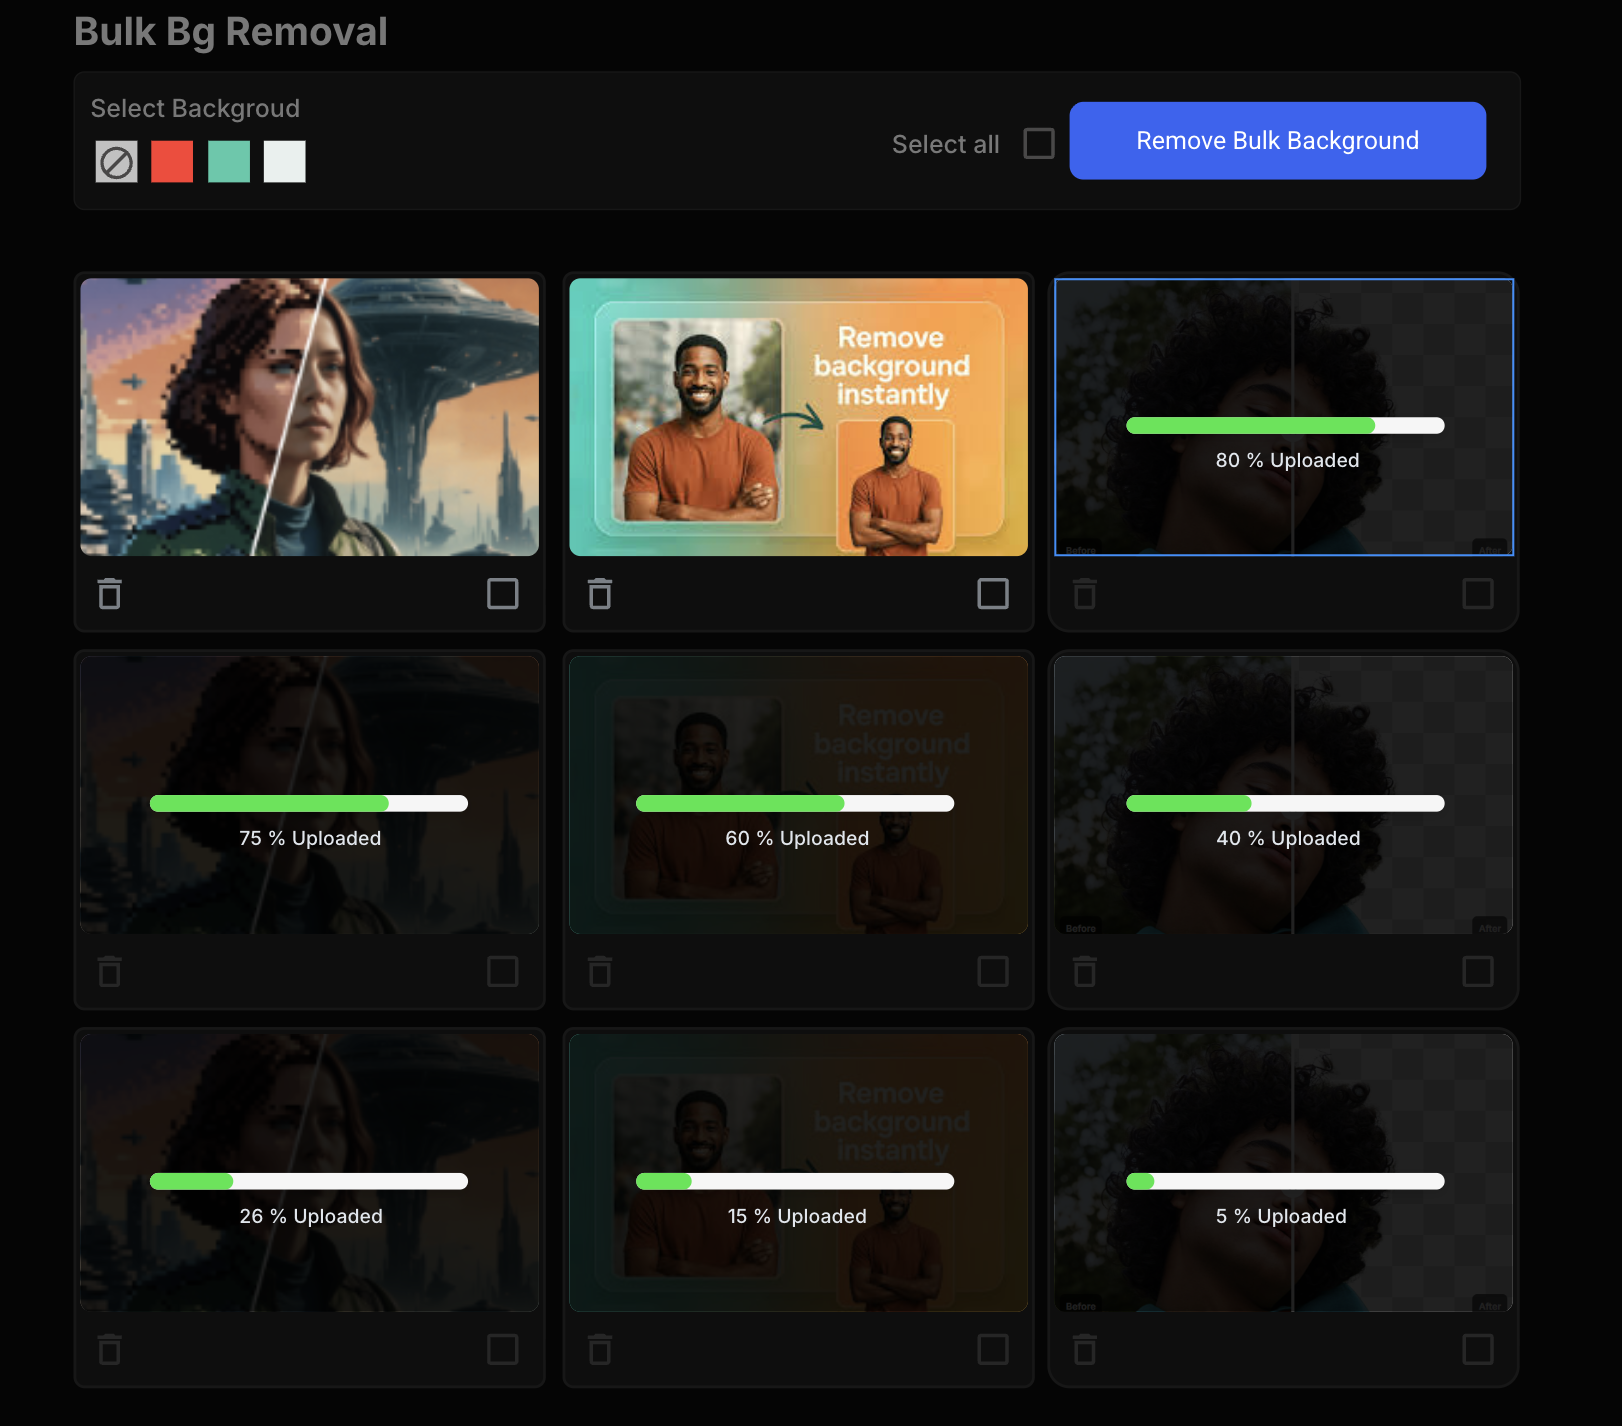 Bulk Bg Removal
Select Backgroud
Select all
Remove Bulk Background
Remove
background
instantly
80 % Uploaded
Before
After
75 % Uploaded
Remove
background
instantly
60 % Uploaded
40 % Uploaded
Before
After
26 % Uploaded
Remove
background
instantly
15 % Uploaded
5 % Uploaded
Before
After